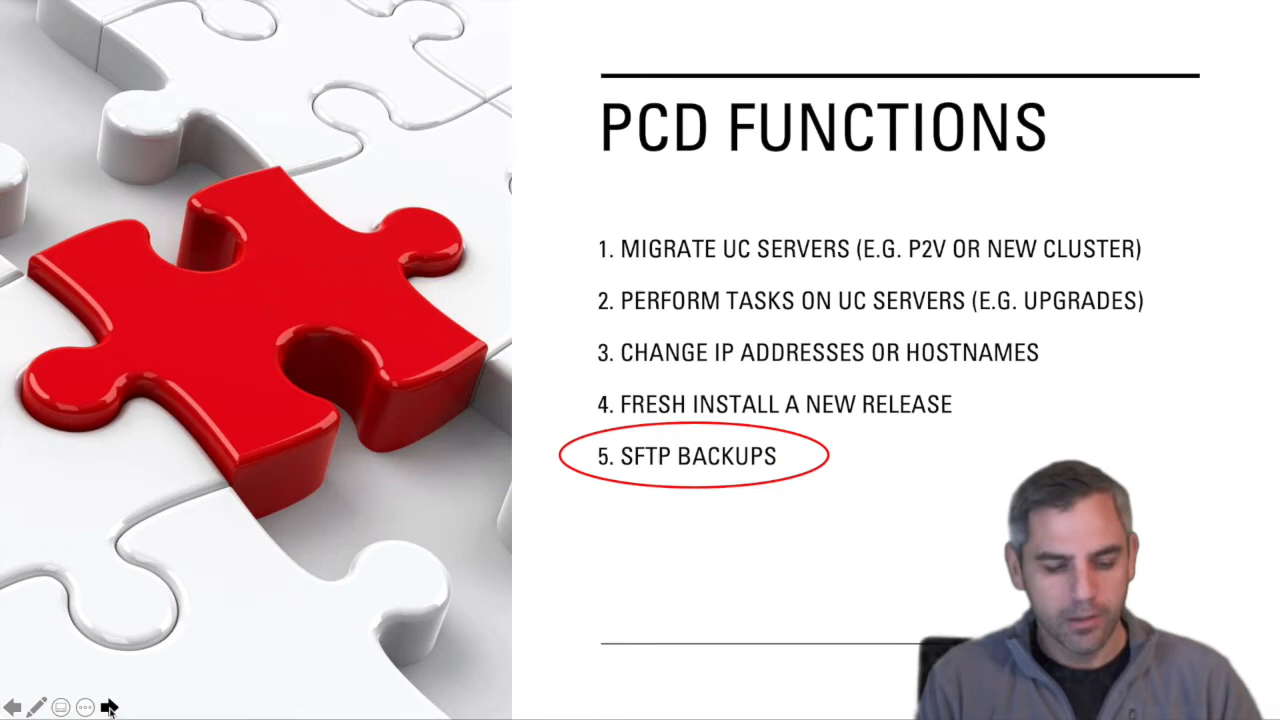 PCD FUNCTIONS
1. MIGRATE UC SERVERS (E.G. P2V OR NEW CLUSTER)
2. PERFORM TASKS ON UC SERVERS (E.G. UPGRADES)
3. CHANGE IP ADDRESSES OR HOSTNAMES
4. FRESH INSTALL A NEW RELEASE
5. SFTP BACKUPS